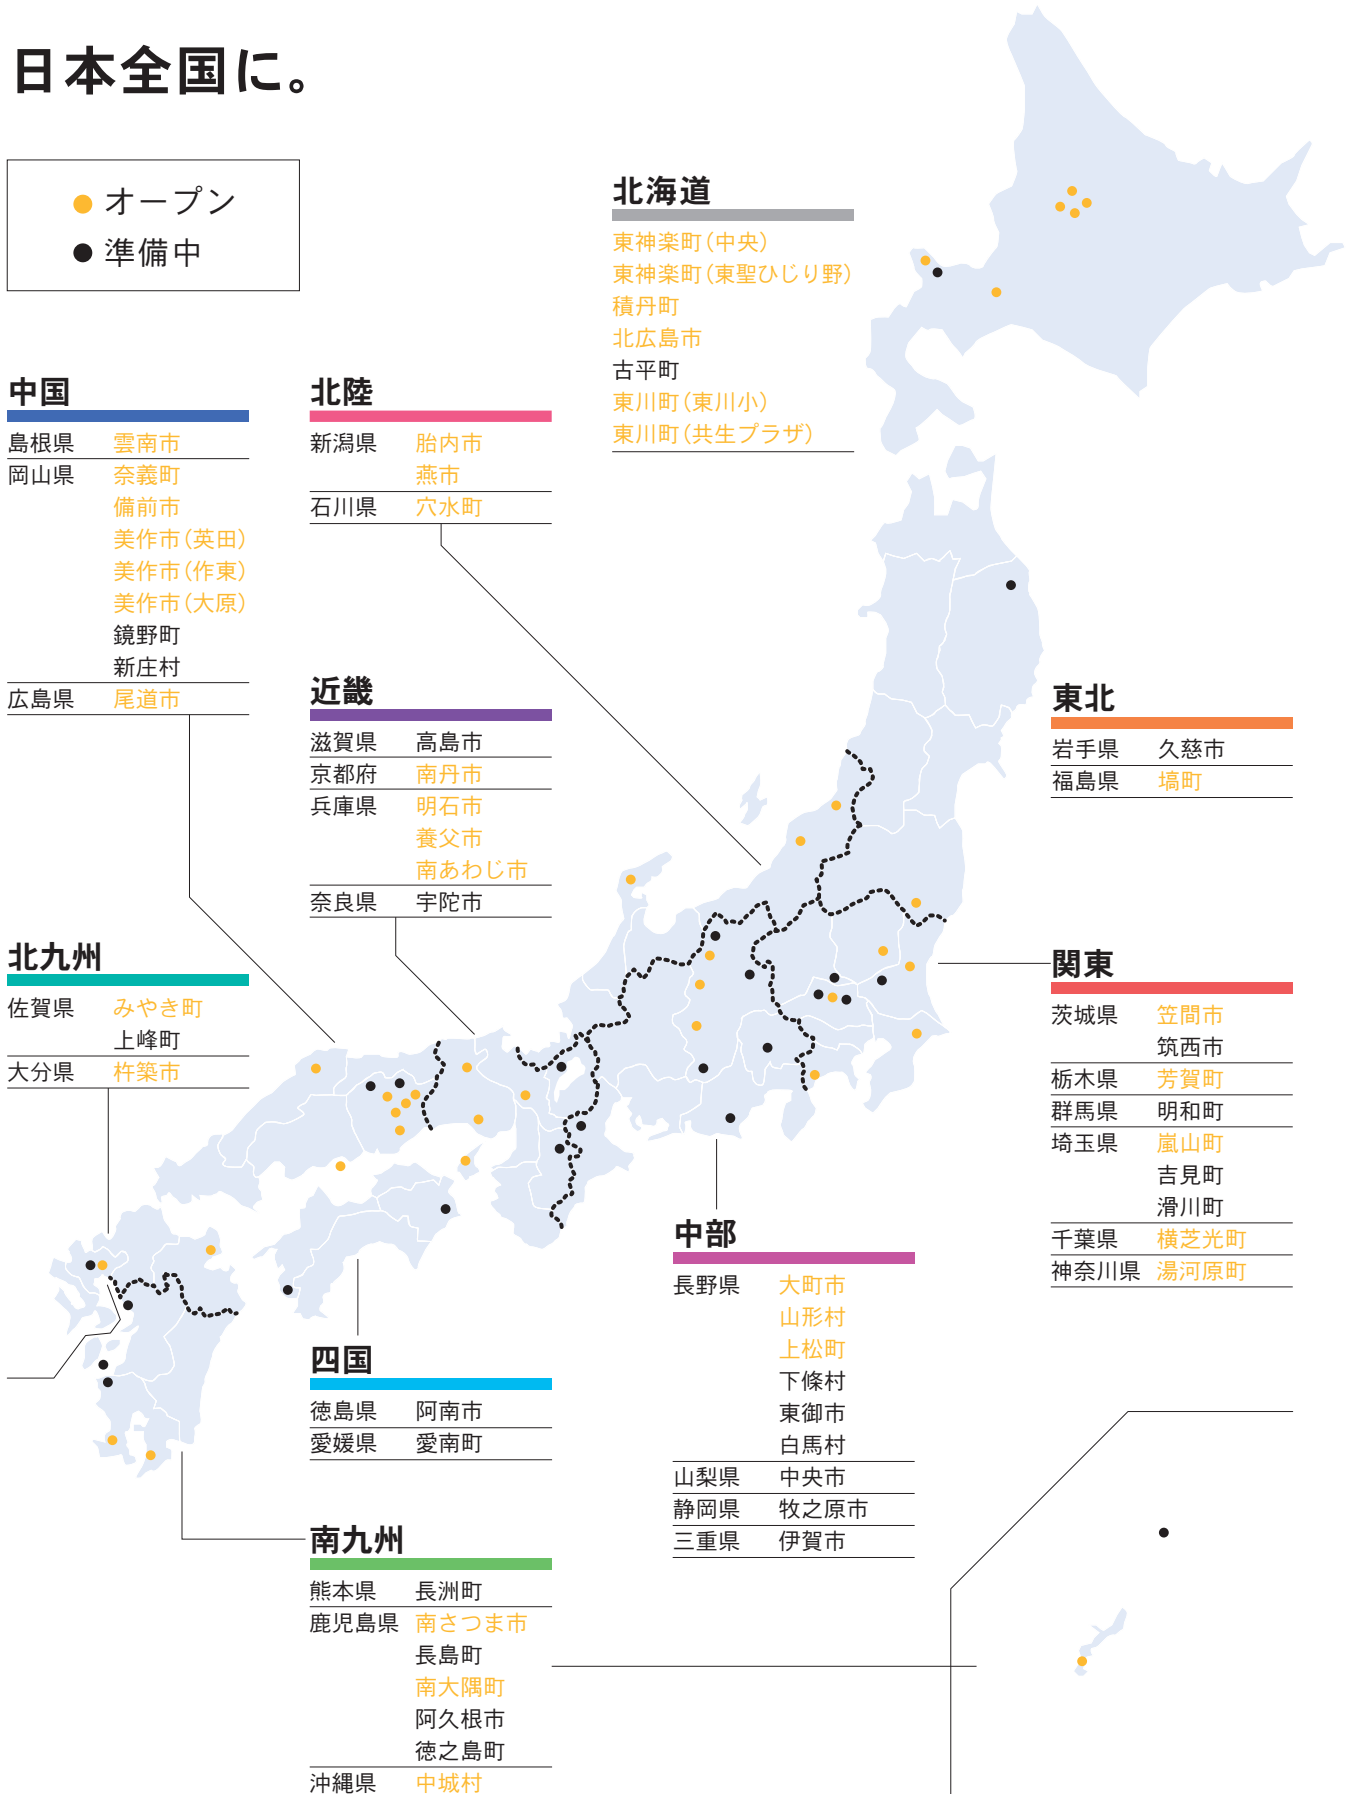 日本全国に。
オープン
準備中
北海道
東神楽町(中央)
東神楽町(東聖ひじり野)
積丹町
北広島市
古平町
東川町(東川小)
東川町(共生プラザ)
中国
島根県 雲南市
岡山県 奈義町
備前市
美作市(英田)
美作市(作東)
美作市(大原)
鏡野町
新庄村
広島県 尾道市
北陸
新潟県 胎内市
燕市
石川県 穴水町
近畿
滋賀県 高島市
京都府 南丹市
兵庫県 明石市
養父市
南あわじ市
奈良県 宇陀市
東北
岩手県 久慈市
福島県 塙町
北九州
佐賀県 みやき町
上峰町
大分県 杵築市
関東
茨城県 笠間市
筑西市
栃木県 芳賀町
群馬県 明和町
埼玉県 嵐山町
吉見町
滑川町
千葉県 横芝光町
神奈川県 湯河原町
中部
長野県 大町市
山形村
上松町
下條村
東御市
白馬村
山梨県 中央市
静岡県 牧之原市
三重県 伊賀市
四国
徳島県 阿南市
愛媛県 愛南町
南九州
熊本県 長洲町
鹿児島県 南さつま市
長島町
南大隅町
阿久根市
徳之島町
沖縄県 中城村